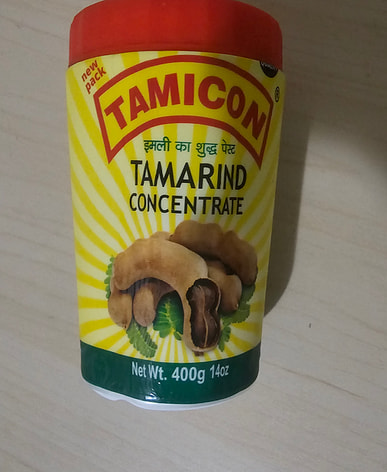 new
pack
TAMICON®
इमली का शुद्ध पेस्ट
TAMARIND
CONCENTRATE
Net Wt. 400g 14oz